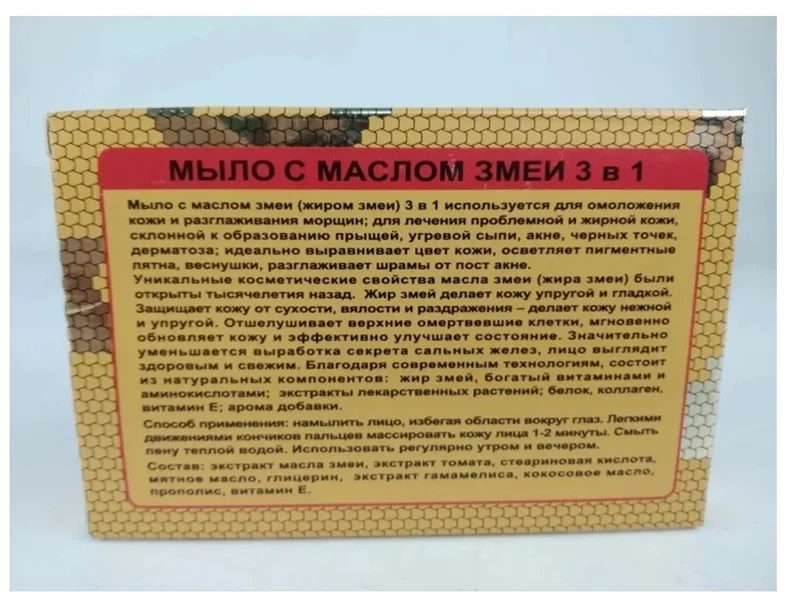 МЫЛО С МАСЛОМ ЗМЕИ 3 в 1
Мыло с маслом змеи (жиром змеи) 3 в 1 используется для омоложения
кожи и разглаживания морщин; для лечения проблемной и жирной кожи,
склонной к образованию прыщей, угревой сыпи, акне, черных точек,
дерматоза; идеально выравнивает цвет кожи, осветляет пигментные
пятна, веснушки, разглаживает шрамы от пост акне.
Уникальные косметические свойства масла змеи (жира змеи) были
открыты тысячелетия назад. Жир змей делает кожу упругой и гладкой.
Защищает кожу от сухости, вялости и раздражения – делает кожу нежной
и упругой. Отшелушивает верхние омертвевшие клетки, мгновенно
обновляет кожу и эффективно улучшает состояние. Значительно
уменьшается выработка секрета сальных желез, лицо выглядит
здоровым и свежим. Благодаря современным технологиям, состоит
из натуральных компонентов: жир змей, богатый витаминами и
аминокислотами; экстракты лекарственных растений; белок, коллаген,
витамин Е; арома добавки.
Способ применения: намылить лицо, избегая области вокруг глаз. Легкими
движениями кончиков пальцев массировать кожу лица 1-2 минуты. Смыть
пену теплой водой. Использовать регулярно утром и вечером.
Состав: экстракт масла змеи, экстракт томата, стеариновая кислота,
мятное масло, глицерин, экстракт гамамелиса, кокосовое масло,
прополис, витамин Е.